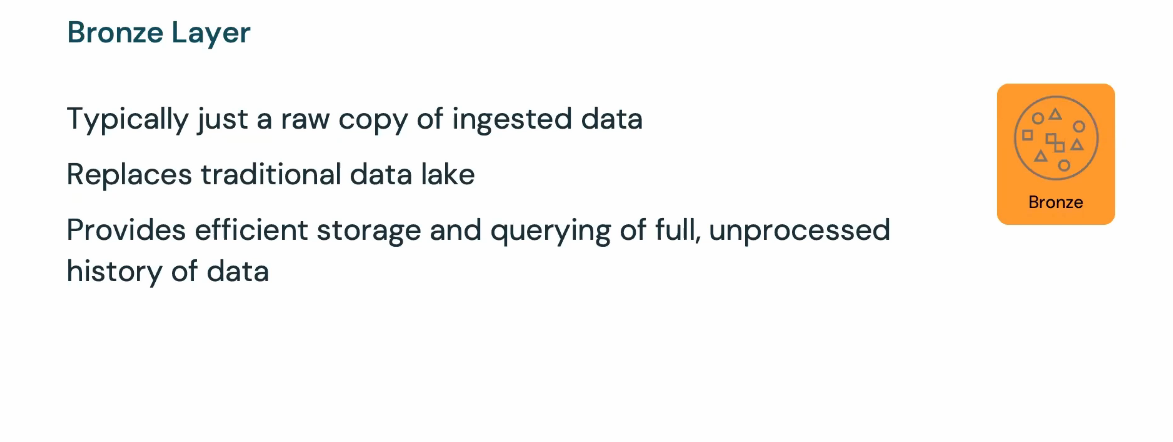 Bronze Layer
Typically just a raw copy of ingested data
Replaces traditional data lake
Provides efficient storage and querying of full, unprocessed
history of data
Bronze